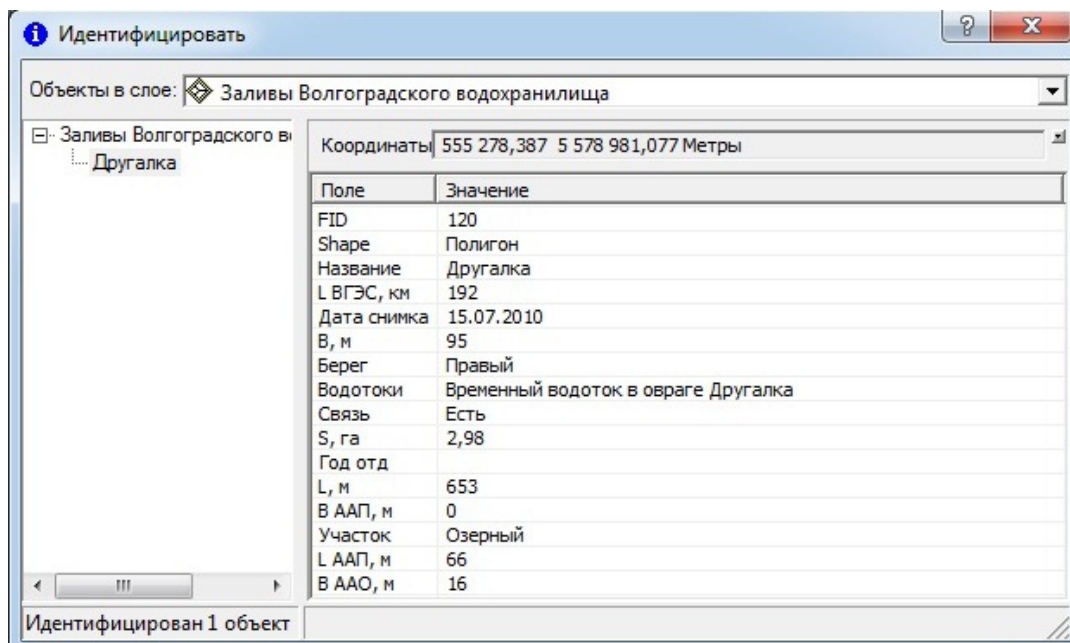 Идентифицировать
Объекты в слое: Заливы Волгоградского водохранилища
Заливы Волгоградского в
Другалка
Координаты 555 278,387 5 578 981,077 Метры
Поле Значение
FID 120
Shape Полигон
Название Другалка
L ВГЭС, км 192
Дата снимка 15.07.2010
B, м 95
Берег Правый
Водотоки Временный водоток в овраге Другалка
Связь Есть
S, га 2,98
Год отд
L, м 653
B ААП, м 0
Участок Озерный
L ААП, м 66
B ААО, м 16
Идентифицирован 1 объект